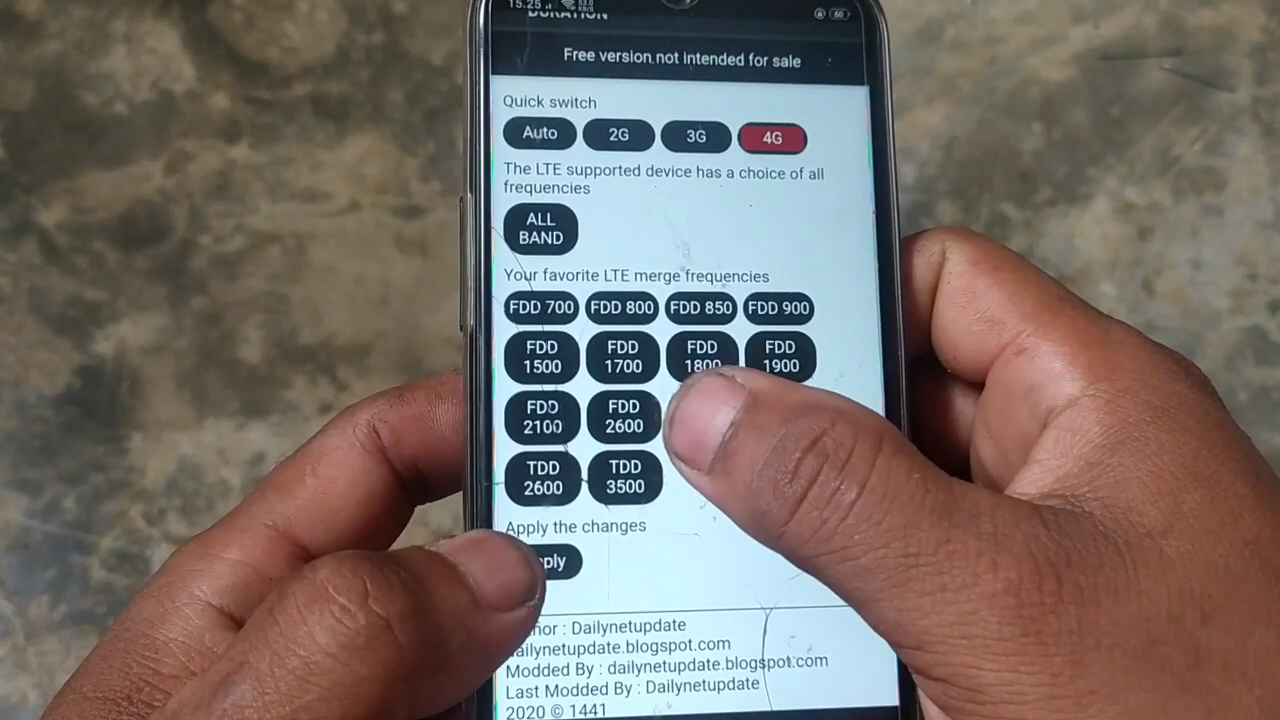 15.25
DURATION
60
Free version not intended for sale
Quick switch
Auto 2G 3G 4G
The LTE supported device has a choice of all
frequencies
ALL
BAND
Your favorite LTE merge frequencies
FDD 700 FDD 800 FDD 850 FDD 900
FDD FDD FDD FDD
1500 1700 1800 1900
FDD FDD
2100 2600
TDD TDD
2600 3500
Apply the changes
ply
hor : Dailynetupdate
ailynetupdate.blogspot.com
Modded By : dailynetupdate.blogspot.com
Last Modded By : Dailynetupdate
2020 © 1441